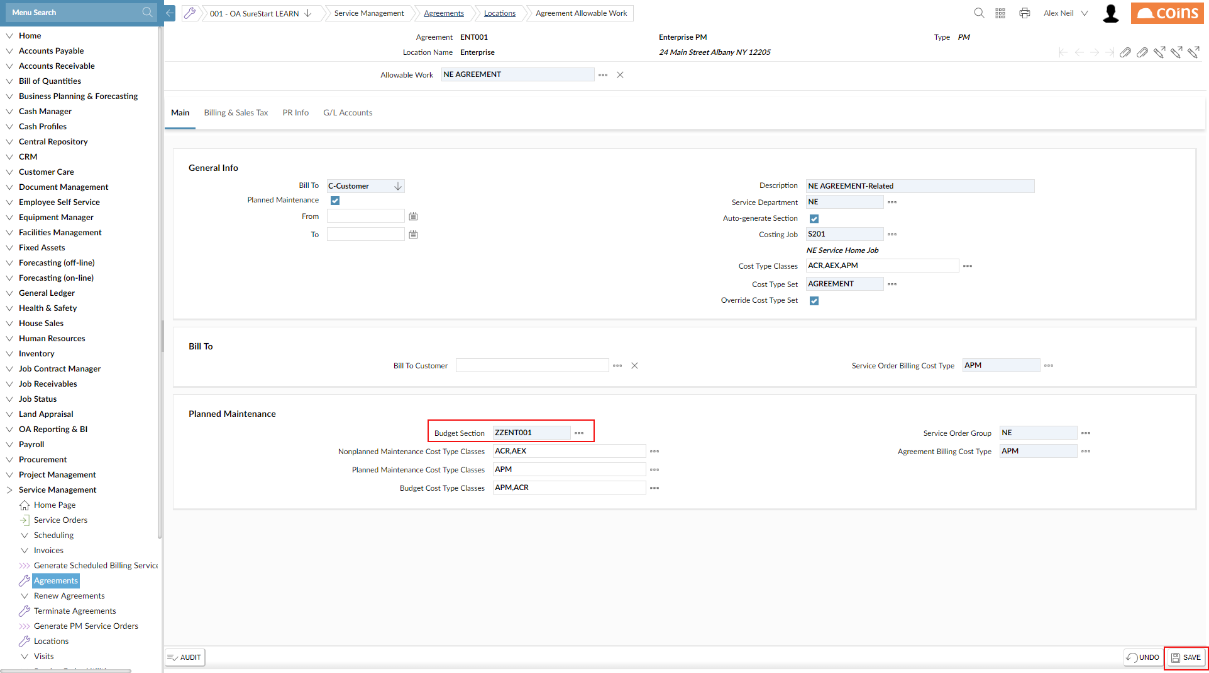 Menu Search
001 - OA SureStart LEARN
Service Management
Agreements
Locations
Agreement Allowable Work
Alex Neil
coins
Home
Accounts Payable
Accounts Receivable
Bill of Quantities
Business Planning & Forecasting
Cash Manager
Cash Profiles
Central Repository
CRM
Customer Care
Document Management
Employee Self Service
Equipment Manager
Facilities Management
Fixed Assets
Forecasting (off-line)
Forecasting (on-line)
General Ledger
Health & Safety
House Sales
Human Resources
Inventory
Job Contract Manager
Job Receivables
Job Status
Land Appraisal
OA Reporting & BI
Payroll
Procurement
Project Management
Service Management
Home Page
Service Orders
Scheduling
Invoices
Generate Scheduled Billing Service
Agreements
Renew Agreements
Terminate Agreements
Generate PM Service Orders
Locations
Visits
Agreement ENT001
Enterprise PM
Type PM
Location Name Enterprise
24 Main Street Albany NY 12205
Allowable Work NE AGREEMENT
Main
Billing & Sales Tax
PR Info
G/L Accounts
General Info
Bill To C-Customer
Planned Maintenance
From
To
Description NE AGREEMENT-Related
Service Department NE
Auto-generate Section
Costing Job S201
NE Service Home Job
Cost Type Classes ACR,AEX,APM
Cost Type Set AGREEMENT
Override Cost Type Set
Bill To
Bill To Customer
Service Order Billing Cost Type APM
Planned Maintenance
Budget Section ZZENT001
Nonplanned Maintenance Cost Type Classes ACR,AEX
Planned Maintenance Cost Type Classes APM
Budget Cost Type Classes APM,ACR
Service Order Group NE
Agreement Billing Cost Type APM
AUDIT
UNDO
SAVE